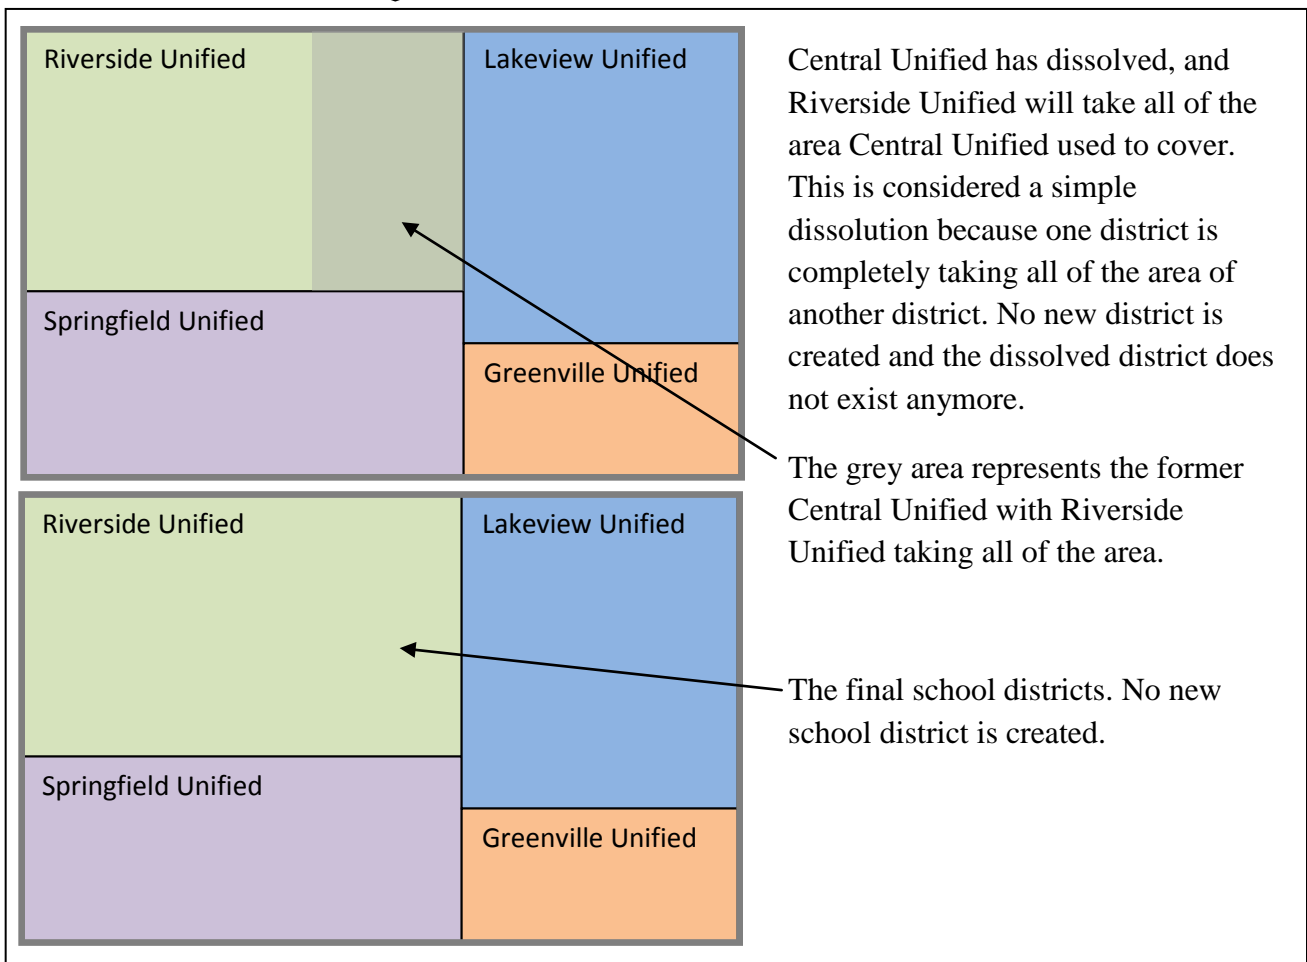 Riverside Unified
Lakeview Unified
Springfield Unified
Greenville Unified
Central Unified has dissolved, and
Riverside Unified will take all of the
area Central Unified used to cover.
This is considered a simple
dissolution because one district is
completely taking all of the area of
another district. No new district is
created and the dissolved district does
not exist anymore.
The grey area represents the former
Central Unified with Riverside
Unified taking all of the area.
Riverside Unified
Lakeview Unified
Springfield Unified
Greenville Unified
The final school districts. No new
school district is created.